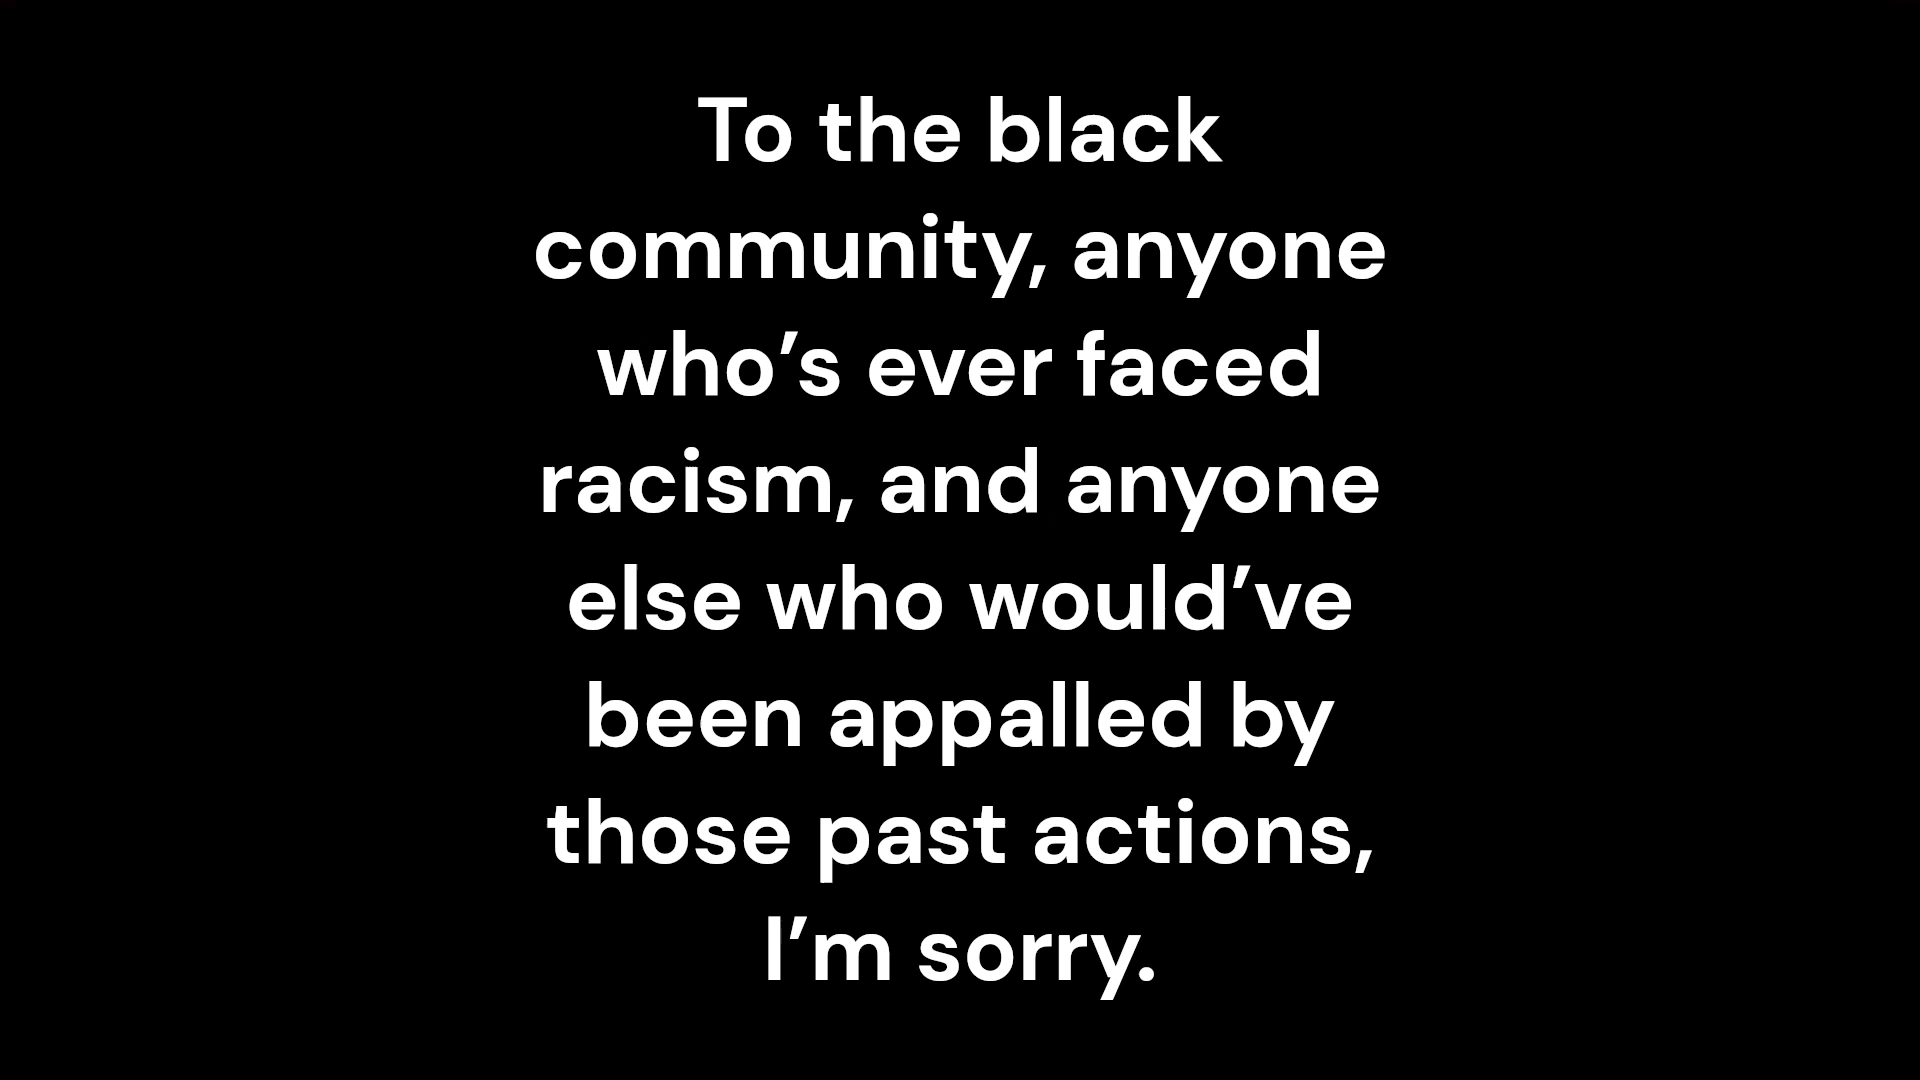 To the black
community, anyone
who’s ever faced
racism, and anyone
else who would’ve
been appalled by
those past actions,
I’m sorry.